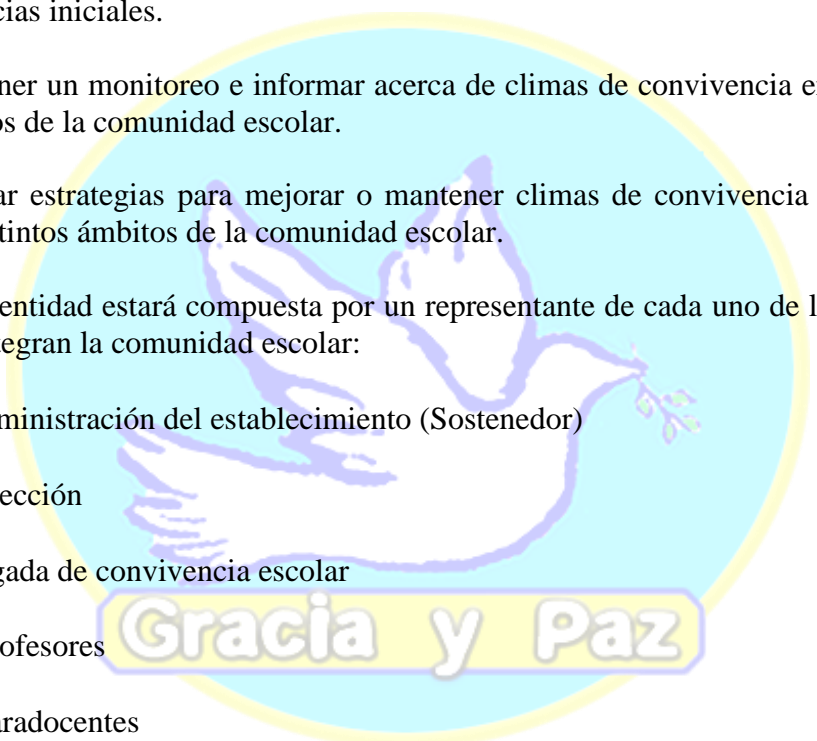 cias iniciales.
ner un monitoreo e informar acerca de climas de convivencia e
os de la comunidad escolar.
ar estrategias para mejorar o mantener climas de convivencia
tintos ámbitos de la comunidad escolar.
entidad estará compuesta por un representante de cada uno de l
tegran la comunidad escolar:
ministración del establecimiento (Sostenedor)
ección
gada de convivencia escolar
Gracia y Paz
ofesores
radocentes